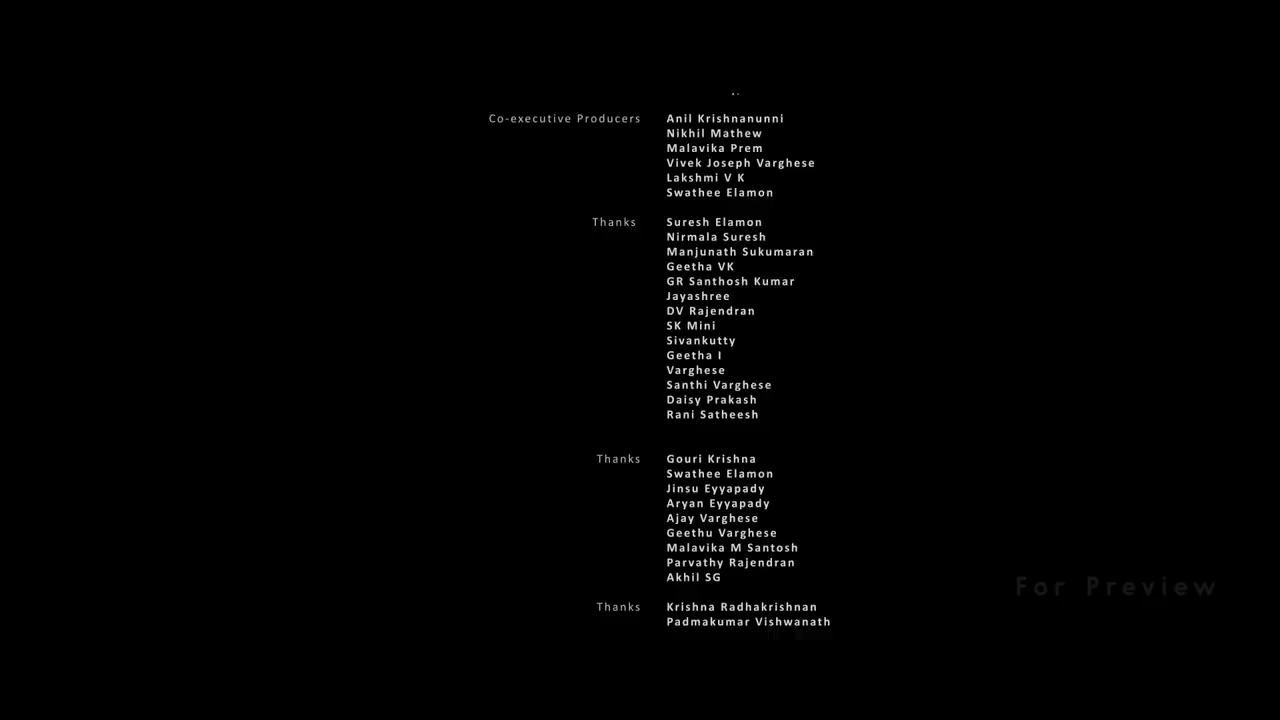 Co-executive Producers Anil Krishnanunni
Nikhil Mathew
Malavika Prem
Vivek Joseph Varghese
Lakshmi V K
Swathee Elamon
Thanks Suresh Elamon
Nirmala Suresh
Manjunath Sukumaran
Geetha VK
GR Santhosh Kumar
Jayashree
DV Rajendran
SK Mini
Sivankutty
Geetha I
Varghese
Santhi Varghese
Daisy Prakash
Rani Satheesh
Thanks Gouri Krishna
Swathee Elamon
Jinsu Eyyapady
Aryan Eyyapady
Ajay Varghese
Geethu Varghese
Malavika M Santosh
Parvathy Rajendran
Akhil SG
For Preview
Thanks Krishna Radhakrishnan
Padmakumar Vishwanath